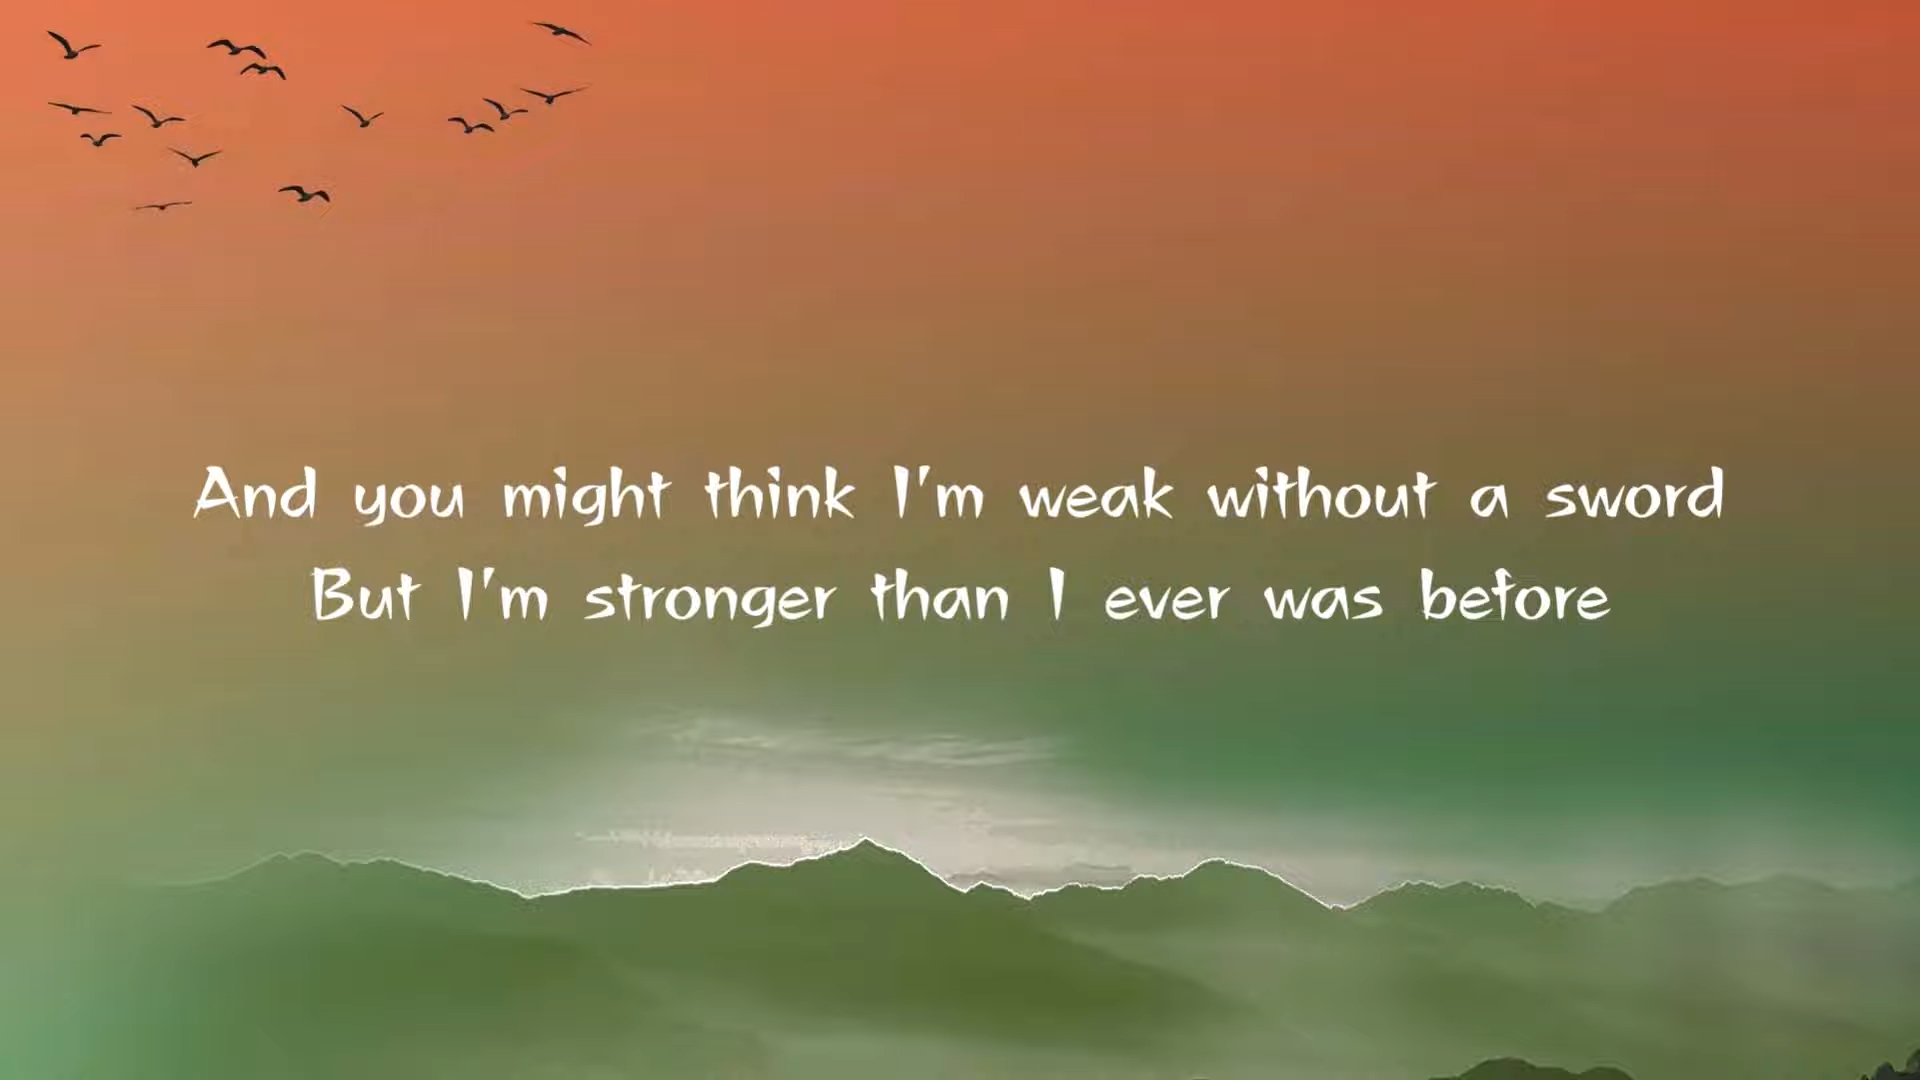 And you might think I'm weak without a sword
But I'm stronger than I ever was before